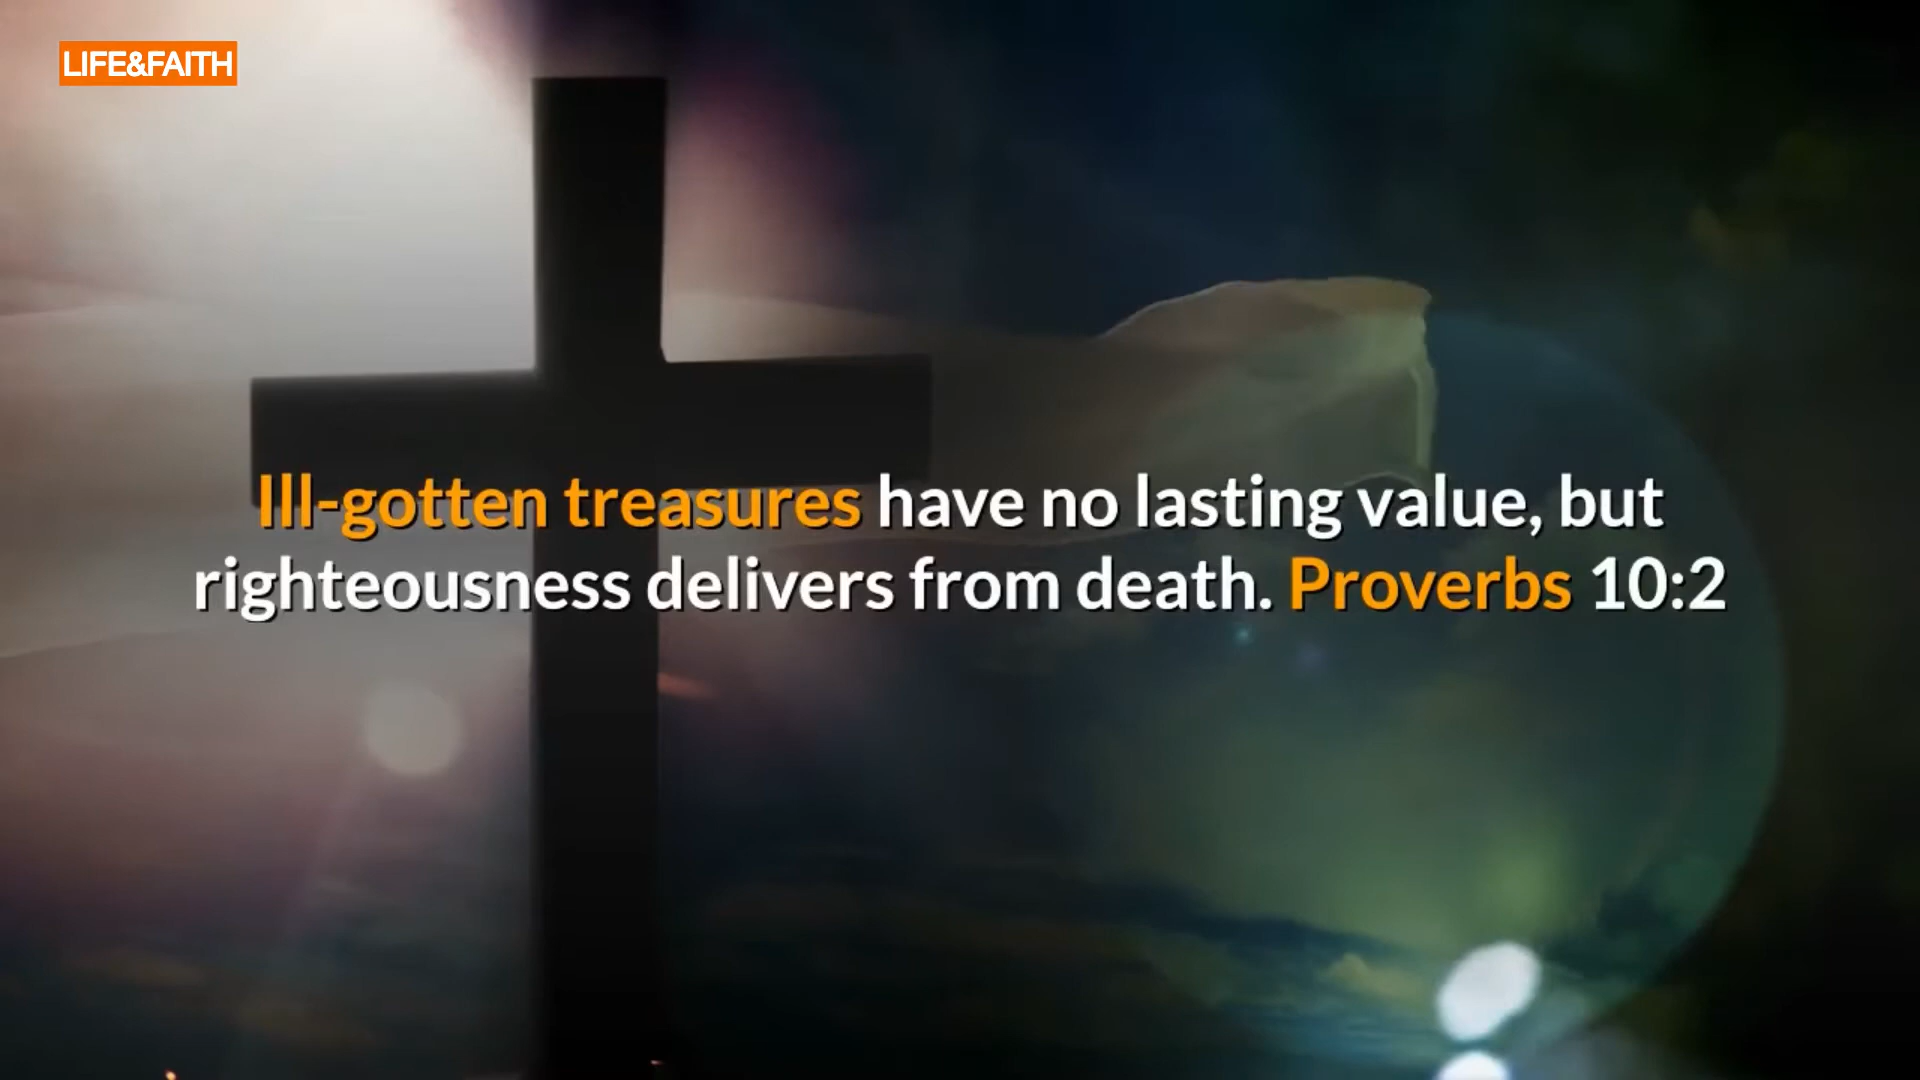 LIFE&FAITH
Ill-gotten treasures have no lasting value, but
righteousness delivers from death. Proverbs 10:2